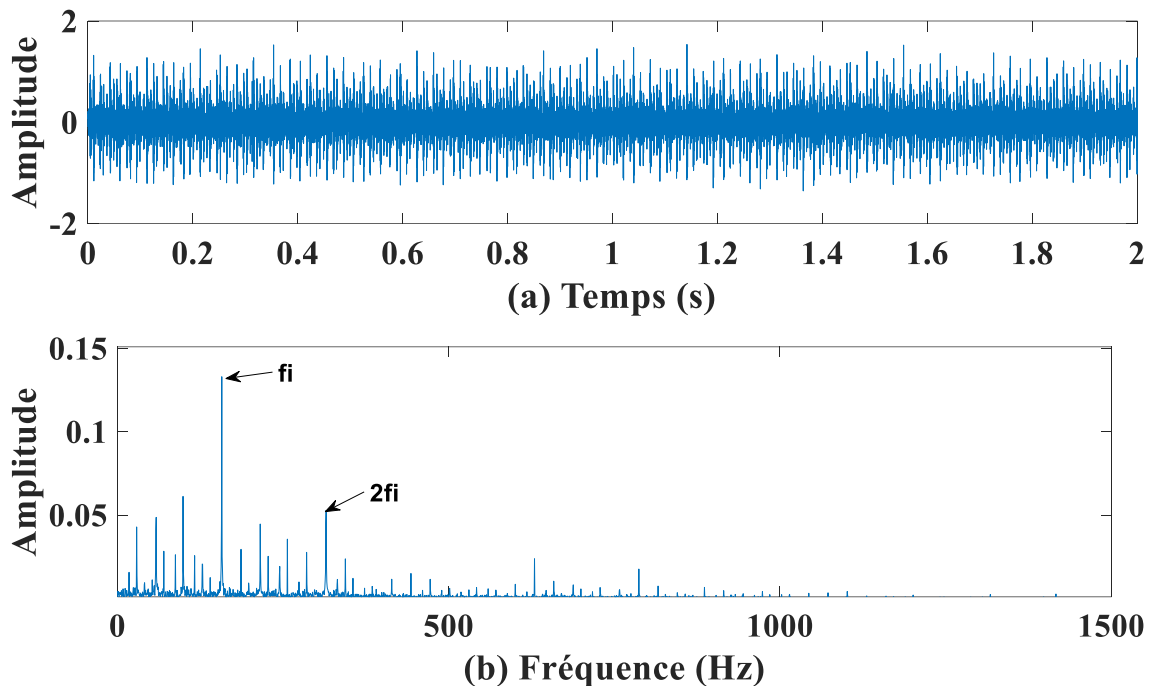 Amplitude
2
0
-2
0 0.2 0.4 0.6 0.8 1 1.2 1.4 1.6 1.8 2
(a) Temps (s)
Amplitude
0.15
0.1
0.05
fi
2fi
0 500 1000 1500
(b) Fréquence (Hz)